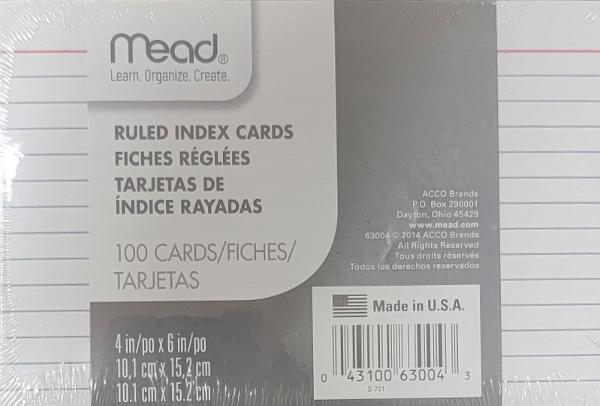 Mead®
Learn. Organize. Create.
RULED INDEX CARDS
FICHES RÉGLÉES
TARJETAS DE
ÍNDICE RAYADAS
100 CARDS/FICHES/
TARJETAS
4 in/po x 6 in/po
10,1 cm x 15,2 cm
10.1 cm x 15.2 cm
ACCO Brands
P.O. Box 290001
Dayton, Ohio 45429
www.mead.com
63004 © 2014 ACCO Brands
All Rights Reserved
Tous droits réservés
Todos los derechos reservados
Made in U.S.A.
0 43100 63004 3
S-701